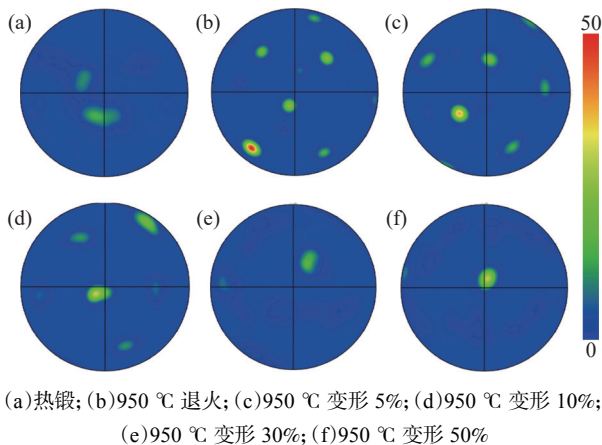 (a) (b) (c) 50
(d) (e) (f)
0
(a)热锻; (b)950 ℃ 退火; (c)950 ℃ 变形 5%; (d)950 ℃ 变形 10%;
(e)950 ℃ 变形 30%; (f)950 ℃ 变形 50%